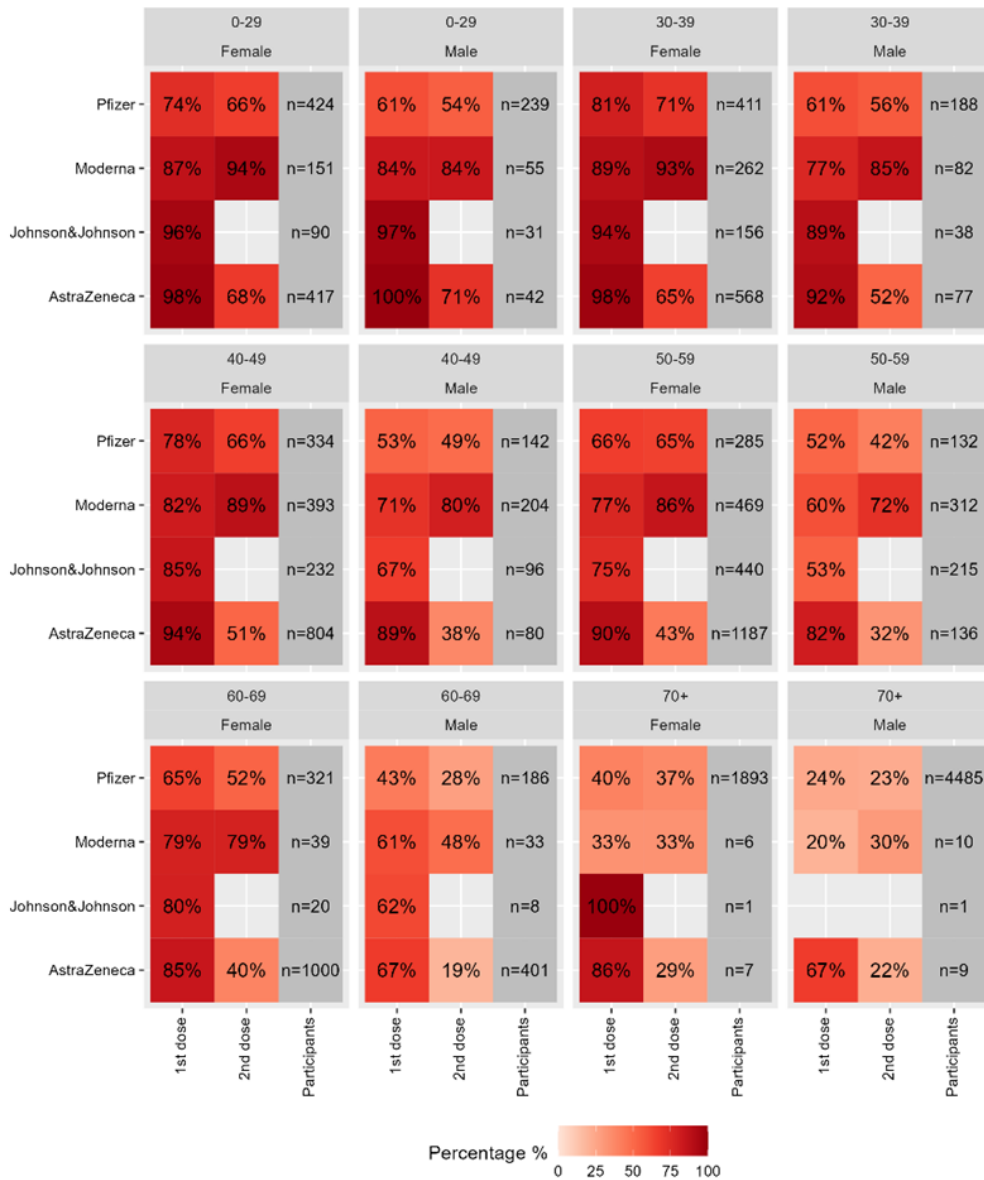 0-29 0-29 30-39 30-39
Female Male Female Male
Pfizer 74% 66% n=424 61% 54% n=239 81% 71% n=411 61% 56% n=188
Moderna 87% 94% n=151 84% 84% n=55 89% 93% n=262 77% 85% n=82
Johnson&Johnson 96% n=90 97% n=31 94% n=156 89% n=38
AstraZeneca 98% 68% n=417 100% 71% n=42 98% 65% n=568 92% 52% n=77
40-49 40-49 50-59 50-59
Female Male Female Male
Pfizer 78% 66% n=334 53% 49% n=142 66% 65% n=285 52% 42% n=132
Moderna 82% 89% n=393 71% 80% n=204 77% 86% n=469 60% 72% n=312
Johnson&Johnson 85% n=232 67% n=96 75% n=440 53% n=215
AstraZeneca 94% 51% n=804 89% 38% n=80 90% 43% n=1187 82% 32% n=136
60-69 60-69 70+ 70+
Female Male Female Male
Pfizer 65% 52% n=321 43% 28% n=186 40% 37% n=1893 24% 23% n=4485
Moderna 79% 79% n=39 61% 48% n=33 33% 33% n=6 20% 30% n=10
Johnson&Johnson 80% n=20 62% n=8 100% n=1 n=1
AstraZeneca 85% 40% n=1000 67% 19% n=401 86% 29% n=7 67% 22% n=9
1st dose 2nd dose Participants 1st dose 2nd dose Participants 1st dose 2nd dose Participants 1st dose 2nd dose Participants
Percentage %
0 25 50 75 100